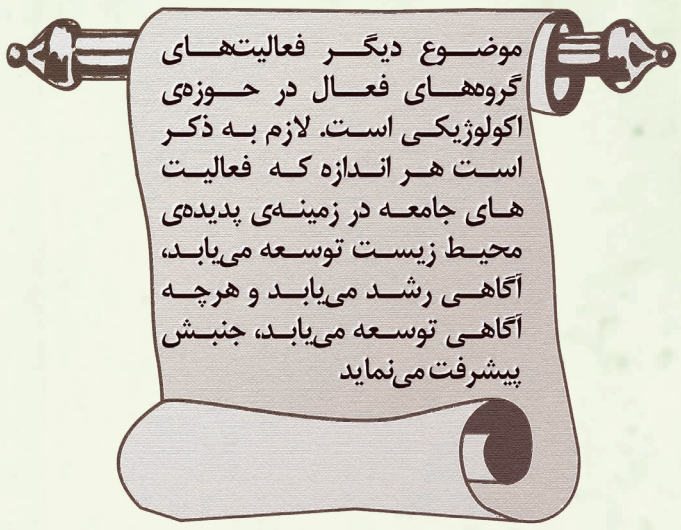 موضوع دیگر فعالیتهای
گروههای فعال در حوزه‌ی
اکولوژیکی است. لازم به ذکر
است هر اندازه که فعالیت
های جامعه در زمینه‌ی پدیده‌ی
محیط زیست توسعه می‌یابد،
آگاهی رشد می‌یابد و هرچه
آگاهی توسعه می‌یابد، جنبش
پیشرفت می‌نماید